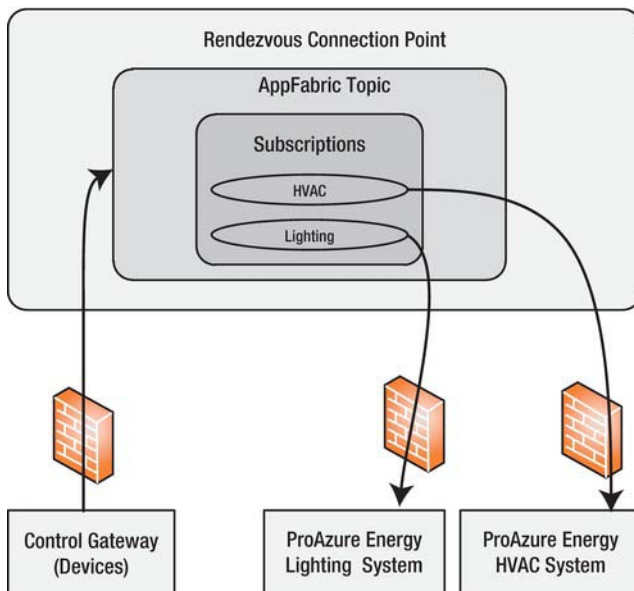 Rendezvous Connection Point
AppFabric Topic
Subscriptions
HVAC
Lighting
Control Gateway
(Devices)
ProAzure Energy
Lighting System
ProAzure Energy
HVAC System